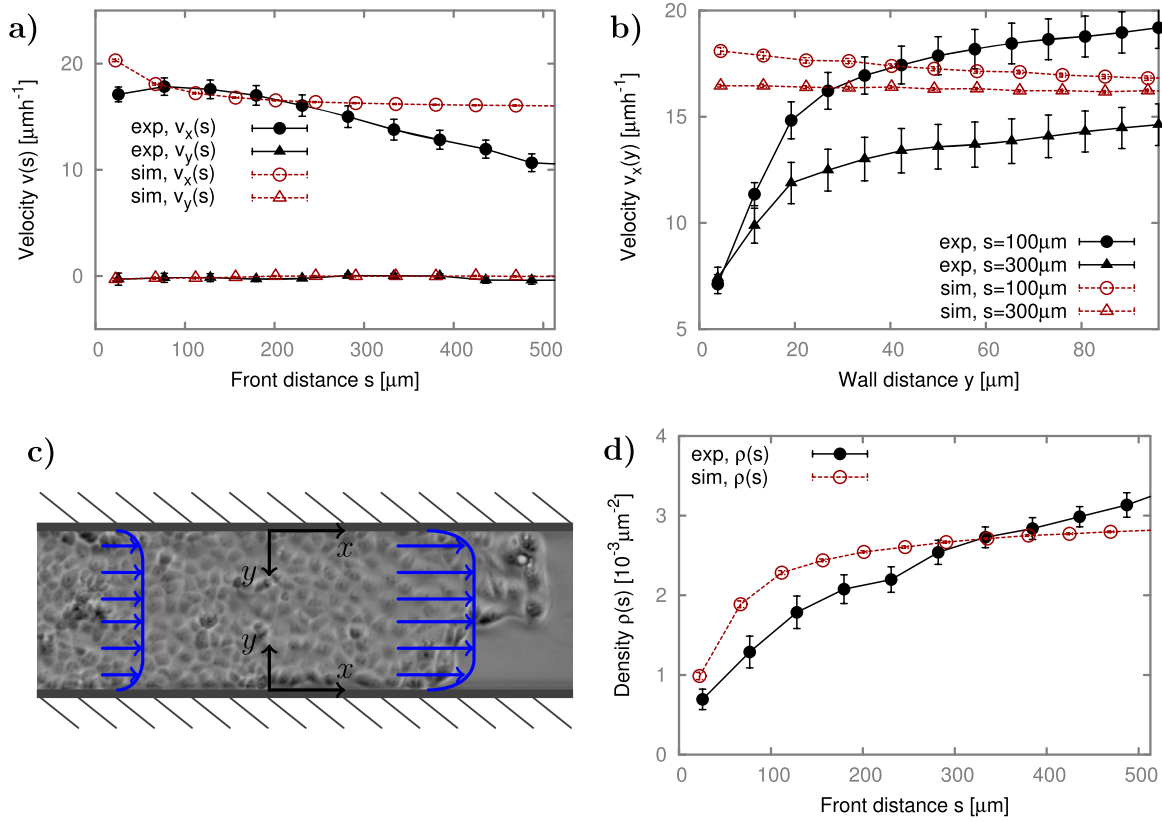 a)
20
10
0
Velocity v(s) [μmh⁻¹]
exp, vₓ(s)
exp, v_y(s)
sim, vₓ(s)
sim, v_y(s)
0 100 200 300 400 500
Front distance s [μm]
b)
20
15
10
5
Velocity vₓ(y) [μmh⁻¹]
exp, s=100μm
exp, s=300μm
sim, s=100μm
sim, s=300μm
0 20 40 60 80
Wall distance y [μm]
c)
x
y
y
x
d)
4
3
2
1
0
Density ρ(s) [10⁻³μm⁻²]
exp, ρ(s)
sim, ρ(s)
0 100 200 300 400 500
Front distance s [μm]